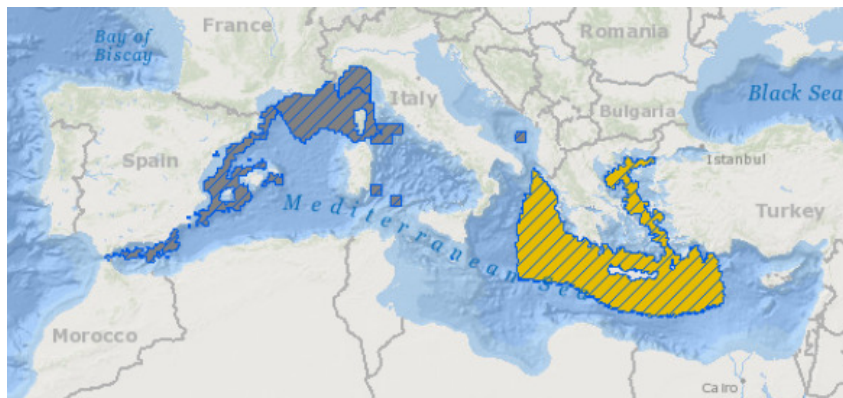 France
Romania
Bay of
Biscay
Italy
Black Sea
Bulgaria
Spain
Istanbul
Mediterranean Sea
Turkey
Morocco
Cairo